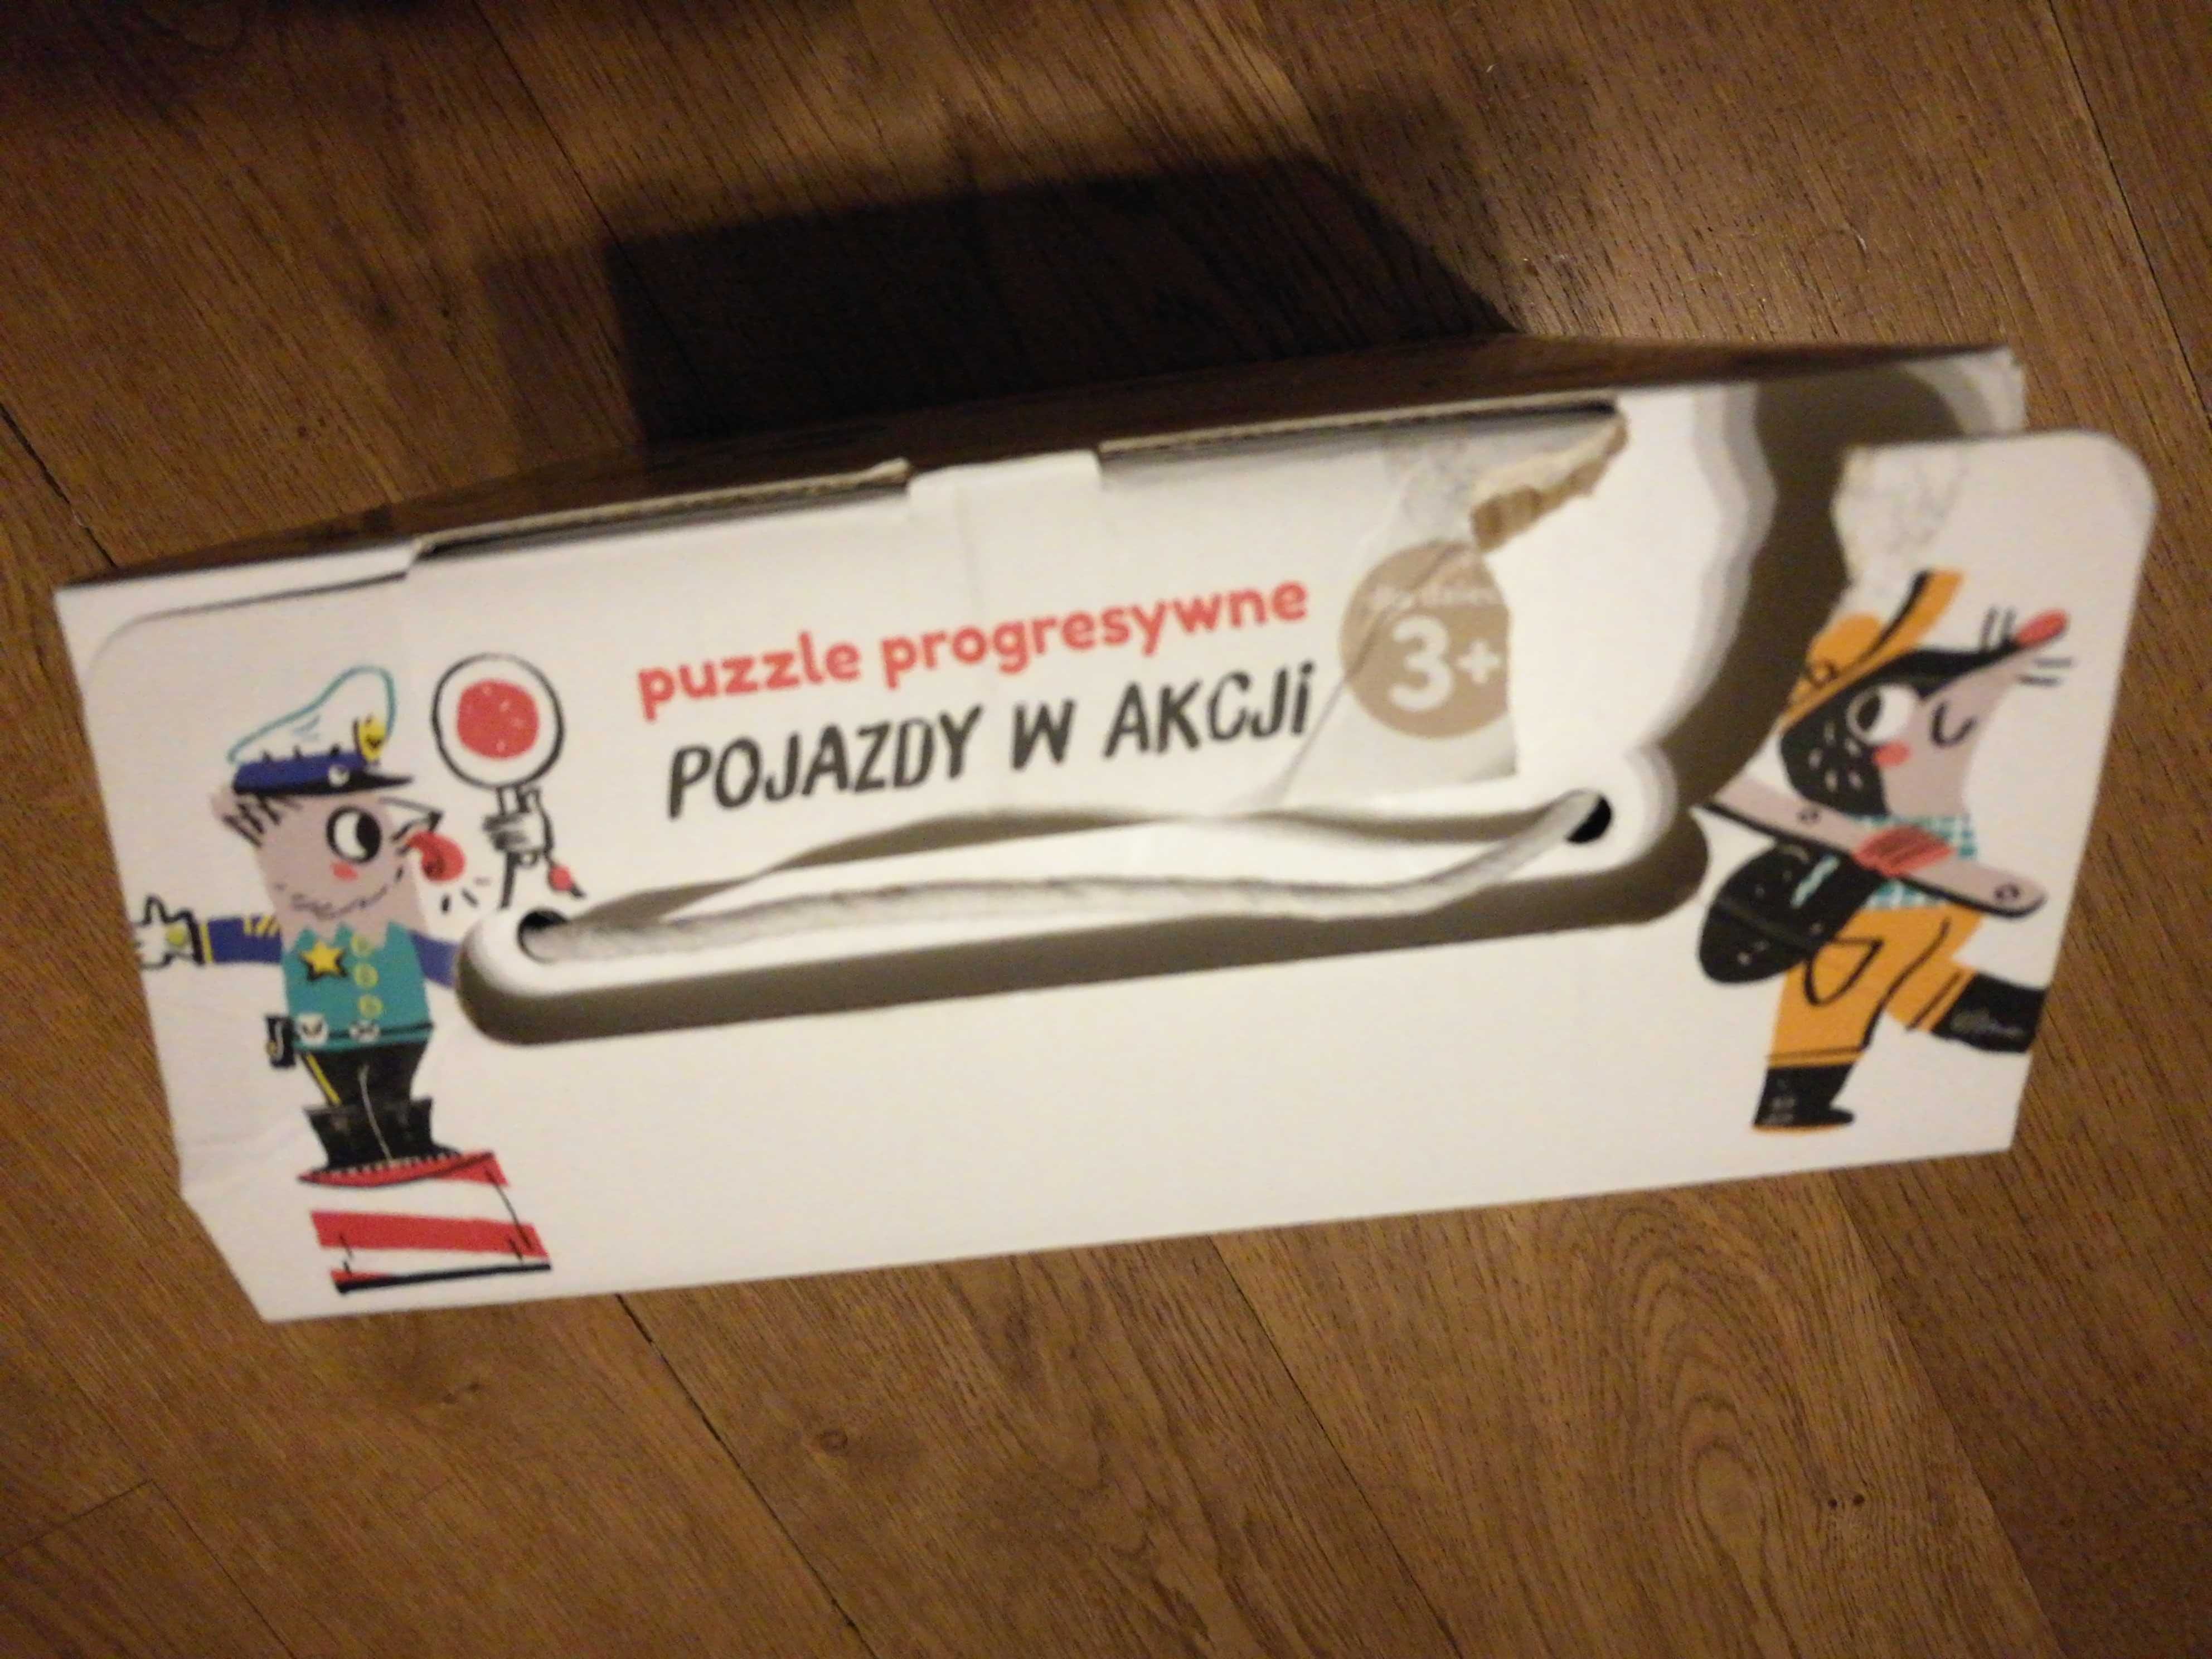 puzzle progresywne
POJAZDY W AKCJI
3+